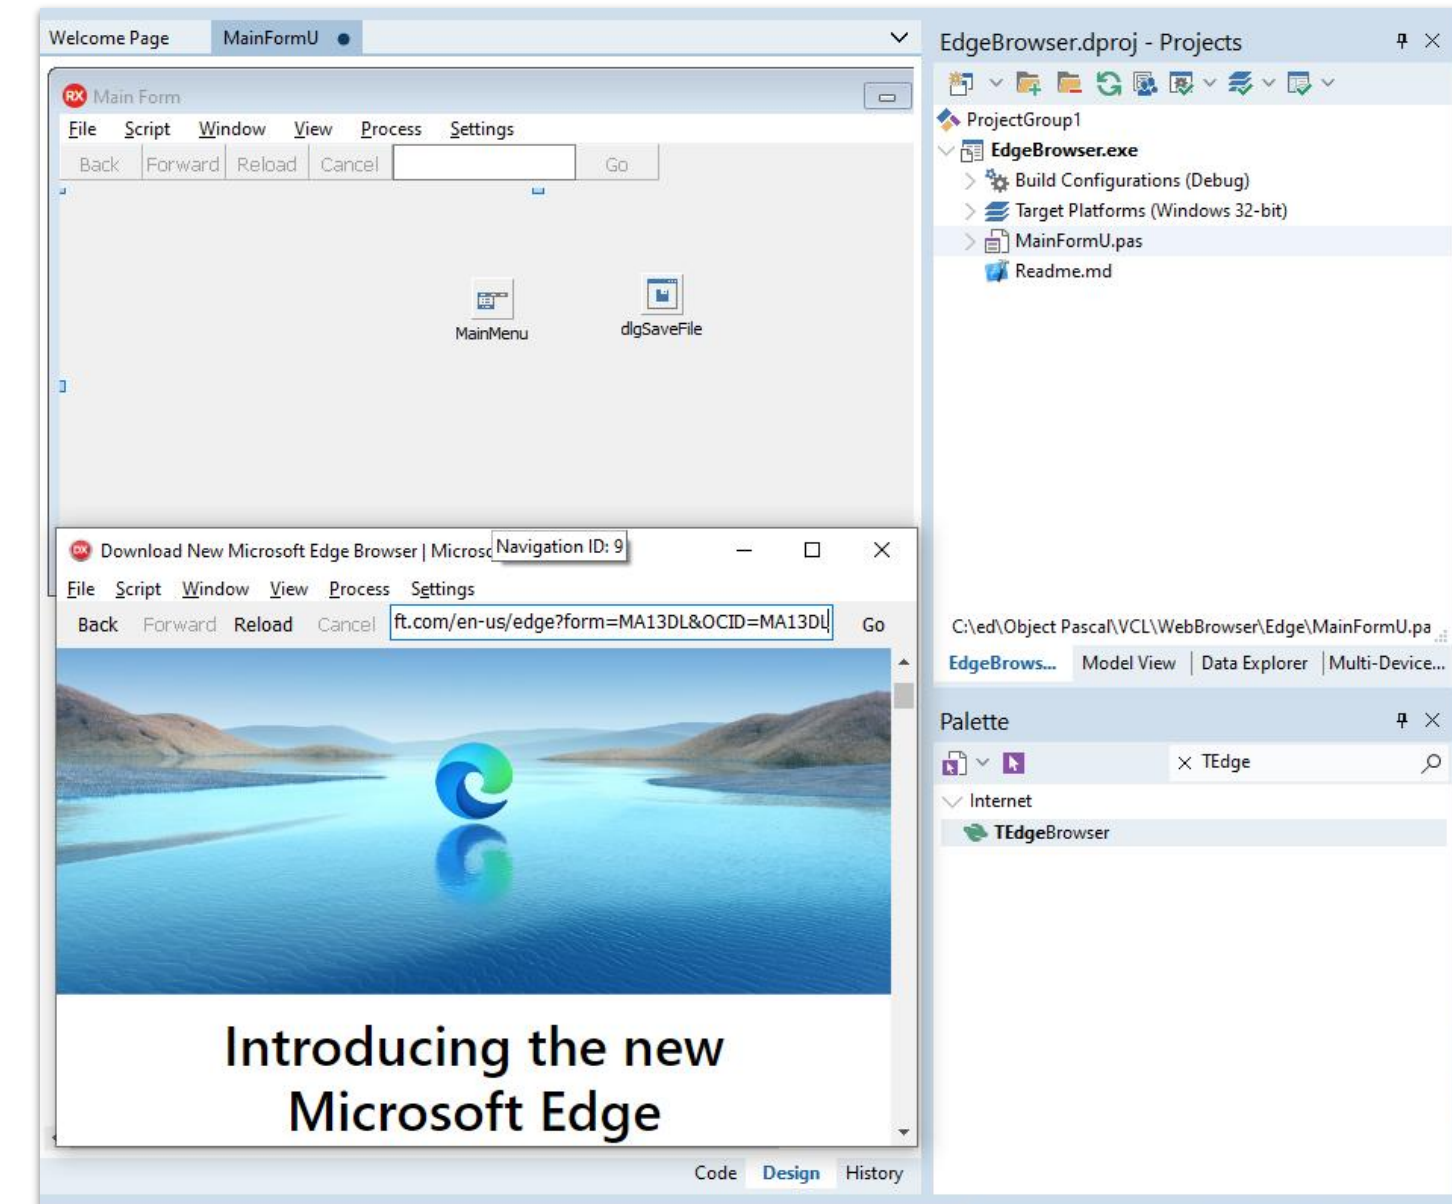 Welcome Page MainFormU
RX Main Form
File Script Window View Process Settings
Back Forward Reload Cancel Go
MainMenu dlgSaveFile
DX Download New Microsoft Edge Browser | Microsc Navigation ID: 9
File Script Window View Process Settings
Back Forward Reload Cancel ft.com/en-us/edge?form=MA13DL&OCID=MA13DL Go
Introducing the new
Microsoft Edge
Code Design History
EdgeBrowser.dproj - Projects
ProjectGroup1
EdgeBrowser.exe
Build Configurations (Debug)
Target Platforms (Windows 32-bit)
MainFormU.pas
Readme.md
C:\ed\Object Pascal\VCL\WebBrowser\Edge\MainFormU.pa
EdgeBrows... Model View Data Explorer Multi-Device...
Palette
TEdge
Internet
TEdgeBrowser